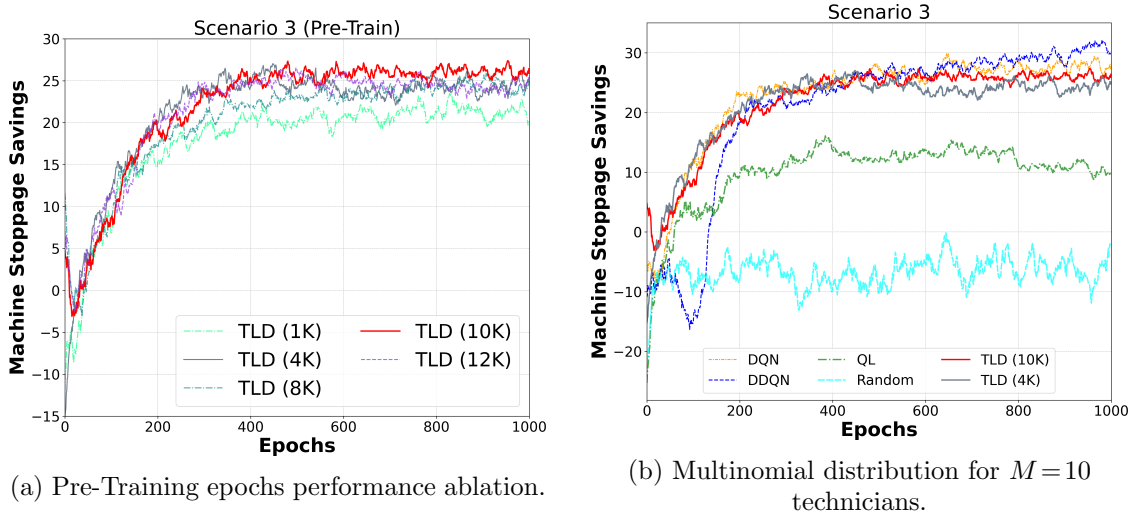 Scenario 3 (Pre-Train)
Machine Stoppage Savings
30
25
20
15
10
5
0
−5
−10
−15
0 200 400 600 800 1000
Epochs
TLD (1K)
TLD (4K)
TLD (8K)
TLD (10K)
TLD (12K)
(a) Pre-Training epochs performance ablation.
Scenario 3
Machine Stoppage Savings
30
20
10
0
−10
−20
0 200 400 600 800 1000
Epochs
DQN
DDQN
QL
Random
TLD (10K)
TLD (4K)
(b) Multinomial distribution for M = 10
technicians.